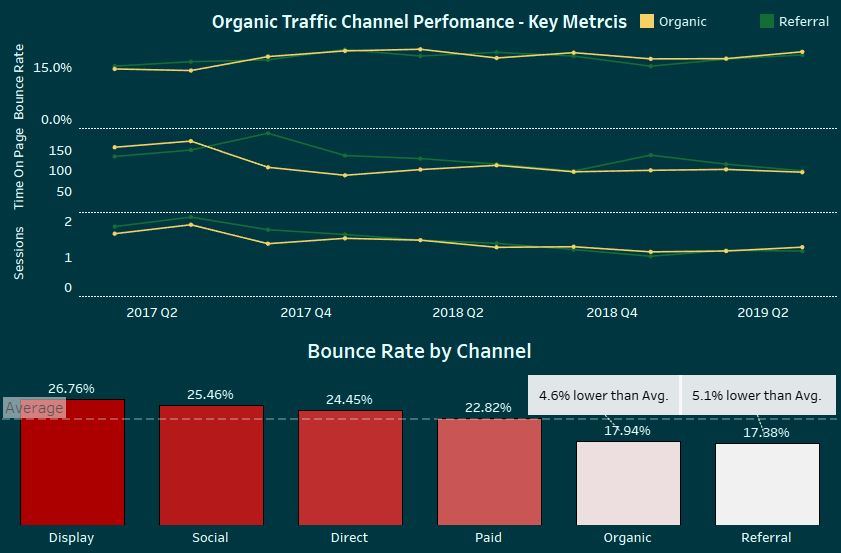 Organic Traffic Channel Perfomance - Key Metrcis
Organic
Referral
Bounce Rate
15.0%
0.0%
Time On Page
150
100
50
Sessions
2
1
0
2017 Q2
2017 Q4
2018 Q2
2018 Q4
2019 Q2
Bounce Rate by Channel
Average
26.76%
25.46%
24.45%
22.82%
4.6% lower than Avg.
5.1% lower than Avg.
17.94%
17.38%
Display
Social
Direct
Paid
Organic
Referral